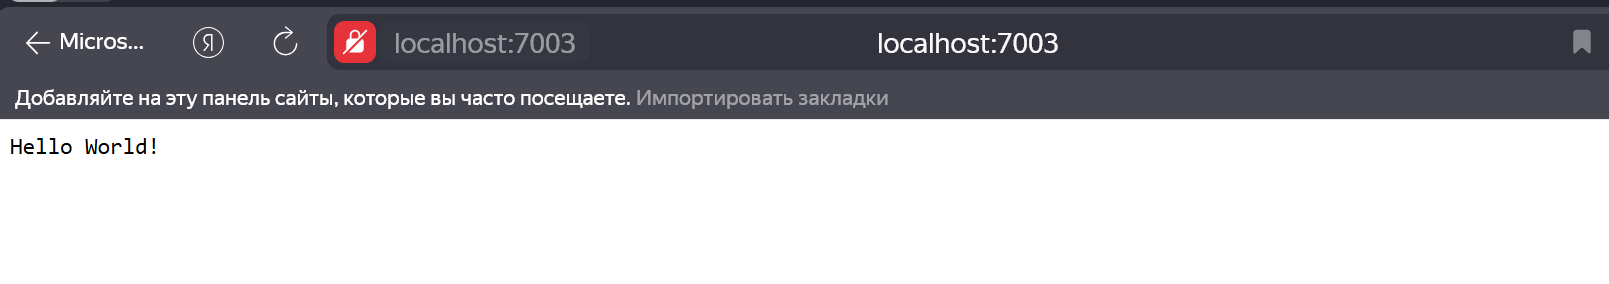 Micros... Я localhost:7003 localhost:7003
Добавляйте на эту панель сайты, которые вы часто посещаете. Импортировать закладки
Hello World!